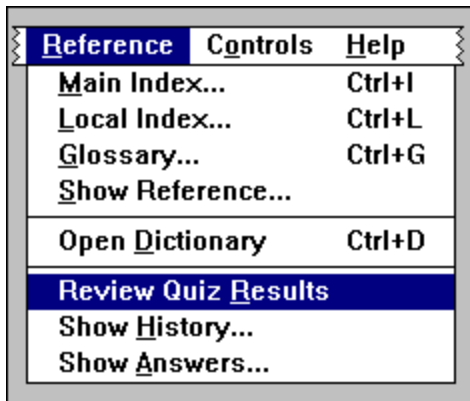 Reference Controls Help
Main Index... Ctrl+I
Local Index... Ctrl+L
Glossary... Ctrl+G
Show Reference...
Open Dictionary Ctrl+D
Review Quiz Results
Show History...
Show Answers...